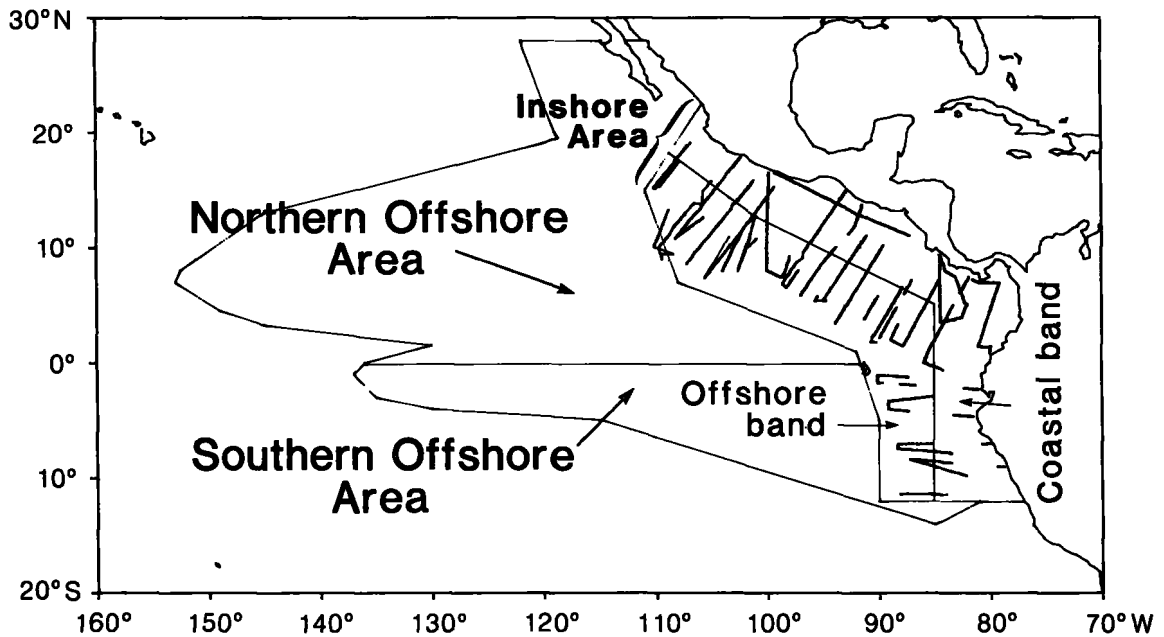 30°N
20°
10°
0°
10°
20°S
Inshore
Area
Northern Offshore
Area
Offshore
band
Coastal band
Southern Offshore
Area
160° 150° 140° 130° 120° 110° 100° 90° 80° 70°W